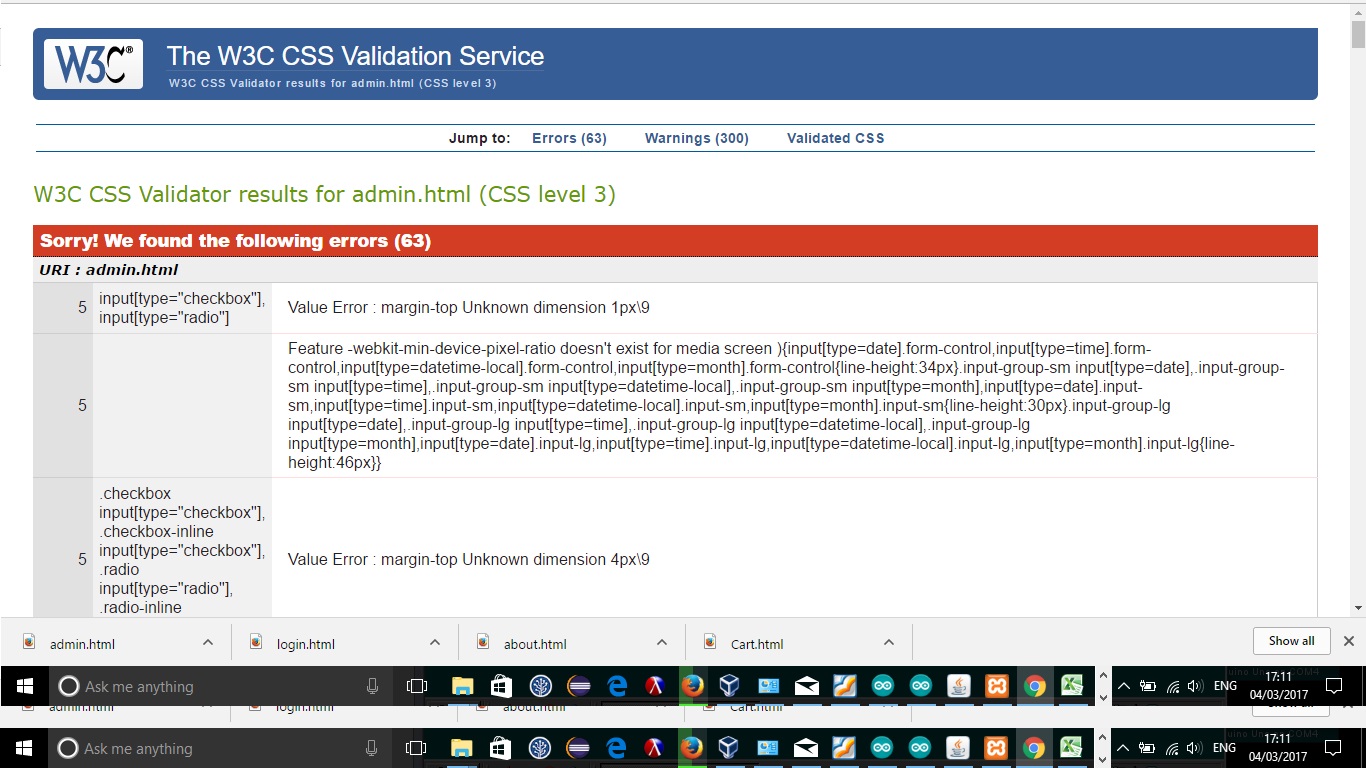 W3C®
The W3C CSS Validation Service
W3C CSS Validator results for admin.html (CSS level 3)
Jump to: Errors (63) Warnings (300) Validated CSS
W3C CSS Validator results for admin.html (CSS level 3)
Sorry! We found the following errors (63)
URI : admin.html
5 input[type="checkbox"], Value Error : margin-top Unknown dimension 1px\9
input[type="radio"]
Feature -webkit-min-device-pixel-ratio doesn't exist for media screen ){input[type=date].form-control,input[type=time].form-
control,input[type=datetime-local].form-control,input[type=month].form-control{line-height:34px}.input-group-sm input[type=date],.input-group-
sm input[type=time],.input-group-sm input[type=datetime-local],.input-group-sm input[type=month],input[type=date].input-
5 sm,input[type=time].input-sm,input[type=datetime-local].input-sm,input[type=month].input-sm{line-height:30px}.input-group-lg
input[type=date],.input-group-lg input[type=time],.input-group-lg input[type=datetime-local],.input-group-lg
input[type=month],input[type=date].input-lg,input[type=time].input-lg,input[type=datetime-local].input-lg,input[type=month].input-lg{line-
height:46px}}
.checkbox
input[type="checkbox"],
.checkbox-inline
input[type="checkbox"],
5 .radio Value Error : margin-top Unknown dimension 4px\9
input[type="radio"],
.radio-inline
admin.html login.html about.html Cart.html Show all
Ask me anything ENG 17:11
04/03/2017
admin.html login.html about.html Cart.html Show all
Ask me anything ENG 17:11
04/03/2017